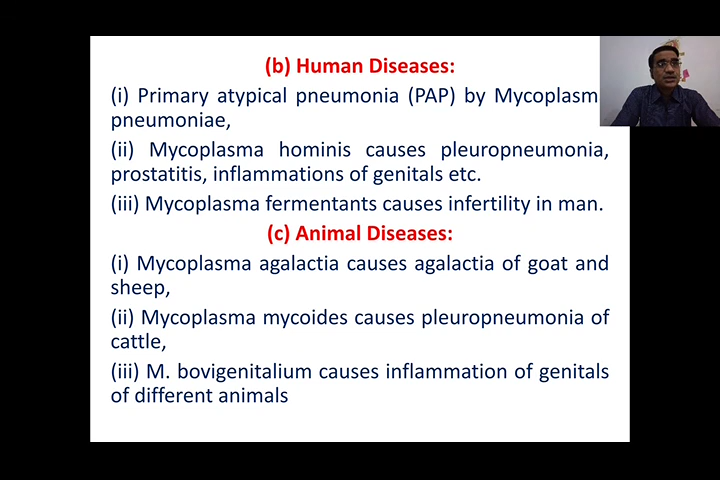 (b) Human Diseases:
(i) Primary atypical pneumonia (PAP) by Mycoplasm
pneumoniae,
(ii) Mycoplasma hominis causes pleuropneumonia,
prostatitis, inflammations of genitals etc.
(iii) Mycoplasma fermentants causes infertility in man.
(c) Animal Diseases:
(i) Mycoplasma agalactia causes agalactia of goat and
sheep,
(ii) Mycoplasma mycoides causes pleuropneumonia of
cattle,
(iii) M. bovigenitalium causes inflammation of genitals
of different animals